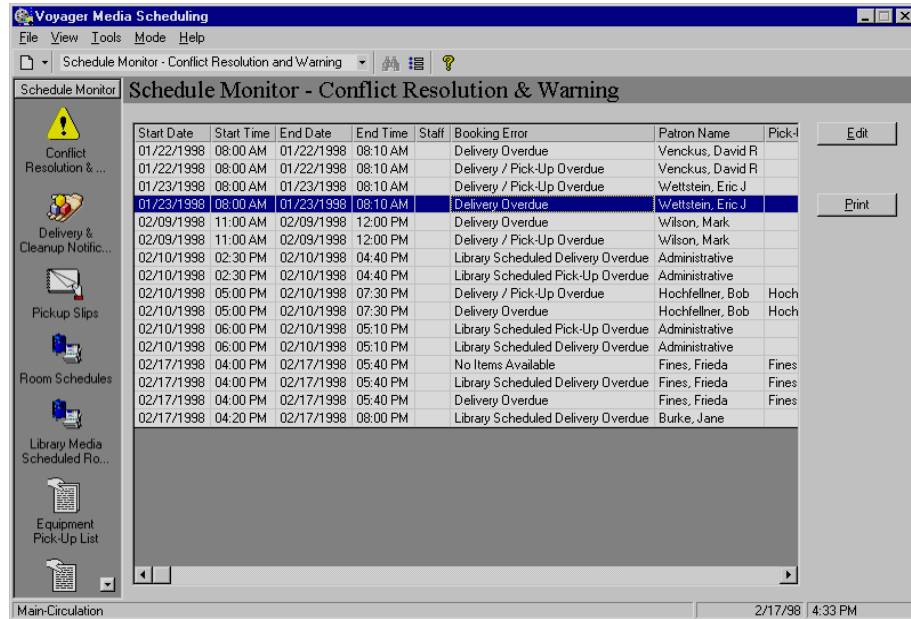 Voyager Media Scheduling
File View Tools Mode Help
Schedule Monitor - Conflict Resolution and Warning
Schedule Monitor
Schedule Monitor - Conflict Resolution & Warning
Conflict
Resolution & ...
Delivery &
Cleanup Notific...
Pickup Slips
Room Schedules
Library Media
Scheduled Ro...
Equipment
Pick-Up List
Start Date Start Time End Date End Time Staff Booking Error Patron Name Pick-
01/22/1998 08:00 AM 01/22/1998 08:10 AM Delivery Overdue Venckus, David R
01/22/1998 08:00 AM 01/22/1998 08:10 AM Delivery / Pick-Up Overdue Venckus, David R
01/23/1998 08:00 AM 01/23/1998 08:10 AM Delivery / Pick-Up Overdue Wettstein, Eric J
01/23/1998 08:00 AM 01/23/1998 08:10 AM Delivery Overdue Wettstein, Eric J
02/09/1998 11:00 AM 02/09/1998 12:00 PM Delivery Overdue Wilson, Mark
02/09/1998 11:00 AM 02/09/1998 12:00 PM Delivery / Pick-Up Overdue Wilson, Mark
02/10/1998 02:30 PM 02/10/1998 04:40 PM Library Scheduled Delivery Overdue Administrative
02/10/1998 02:30 PM 02/10/1998 04:40 PM Library Scheduled Pick-Up Overdue Administrative
02/10/1998 05:00 PM 02/10/1998 07:30 PM Delivery / Pick-Up Overdue Hochfellner, Bob Hoch
02/10/1998 05:00 PM 02/10/1998 07:30 PM Delivery Overdue Hochfellner, Bob Hoch
02/10/1998 06:00 PM 02/10/1998 05:10 PM Library Scheduled Pick-Up Overdue Administrative
02/10/1998 06:00 PM 02/10/1998 05:10 PM Library Scheduled Delivery Overdue Administrative
02/17/1998 04:00 PM 02/17/1998 05:40 PM No Items Available Fines, Frieda Fines
02/17/1998 04:00 PM 02/17/1998 05:40 PM Library Scheduled Delivery Overdue Fines, Frieda Fines
02/17/1998 04:00 PM 02/17/1998 05:40 PM Delivery Overdue Fines, Frieda Fines
02/17/1998 04:20 PM 02/17/1998 08:00 PM Library Scheduled Delivery Overdue Burke, Jane
Edit
Print
Main-Circulation 2/17/98 4:33 PM